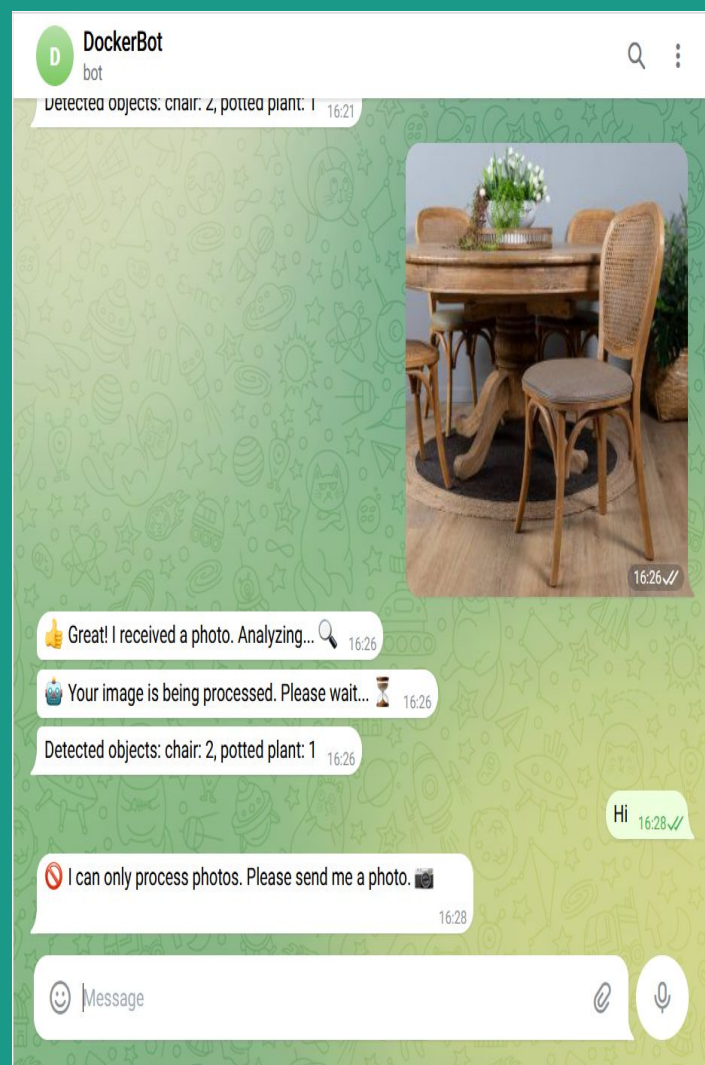 D
DockerBot
bot
Detected objects: chair: 2, potted plant: 1 16:21
16:26
👍 Great! I received a photo. Analyzing... 🔍 16:26
🤖 Your image is being processed. Please wait... ⏳ 16:26
Detected objects: chair: 2, potted plant: 1 16:26
Hi 16:28
🚫 I can only process photos. Please send me a photo. 📷
16:28
Message